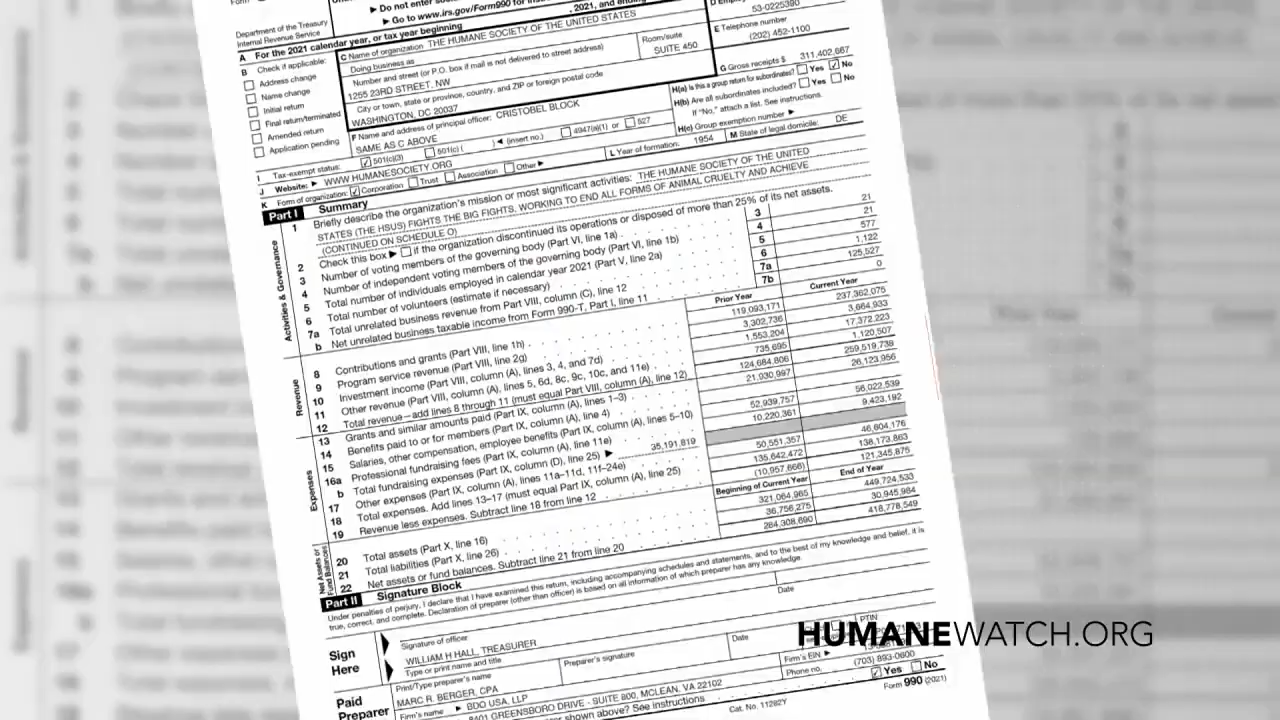 Form
Department of the Treasury
Internal Revenue Service
► Do not enter
► Go to www.irs.gov/Form990 for
A For the 2021 calendar year, or tax year beginning , 2021, and ending
B Check if applicable:
Address change
Name change
Initial return
Final return/terminated
Amended return
Application pending
C Name of organization THE HUMANE SOCIETY OF THE UNITED STATES
Doing business as
Number and street (or P.O. box if mail is not delivered to street address)
1255 23RD STREET, NW
City or town, state or province, country, and ZIP or foreign postal code
WASHINGTON, DC 20037
Room/suite
SUITE 450
53-0225390
E Telephone number
(202) 452-1100
G Gross receipts $ 311,402,667
F Name and address of principal officer: CRISTOBEL BLOCK
SAME AS C ABOVE
H(a) Is this a group return for subordinates? Yes No
H(b) Are all subordinates included? Yes No
If "No," attach a list. See instructions.
H(c) Group exemption number ►
I Tax-exempt status: 501(c)(3) 501(c) ( ) ◄ (insert no.) 4947(a)(1) or 527
J Website: ► WWW.HUMANESOCIETY.ORG
K Form of organization: Corporation Trust Association Other ►
L Year of formation: 1954 M State of legal domicile: DE
Part I Summary
1 Briefly describe the organization's mission or most significant activities: THE HUMANE SOCIETY OF THE UNITED
STATES (THE HSUS) FIGHTS THE BIG FIGHTS, WORKING TO END ALL FORMS OF ANIMAL CRUELTY AND ACHIEVE
(CONTINUED ON SCHEDULE O)
2 Check this box ► if the organization discontinued its operations or disposed of more than 25% of its net assets.
3 Number of voting members of the governing body (Part VI, line 1a) 3 21
4 Number of independent voting members of the governing body (Part VI, line 1b) 4 21
5 Total number of individuals employed in calendar year 2021 (Part V, line 2a) 5 577
6 Total number of volunteers (estimate if necessary) 6 1,122
7a Total unrelated business revenue from Part VIII, column (C), line 12 7a 125,527
b Net unrelated business taxable income from Form 990-T, Part I, line 11 7b 0
Activities & Governance
Prior Year Current Year
8 Contributions and grants (Part VIII, line 1h) 119,093,171 237,362,075
9 Program service revenue (Part VIII, line 2g) 3,302,736 3,664,933
10 Investment income (Part VIII, column (A), lines 3, 4, and 7d) 1,553,204 17,372,223
11 Other revenue (Part VIII, column (A), lines 5, 6d, 8c, 9c, 10c, and 11e) 735,695 1,120,507
12 Total revenue—add lines 8 through 11 (must equal Part VIII, column (A), line 12) 124,684,806 259,519,738
Revenue
13 Grants and similar amounts paid (Part IX, column (A), lines 1–3) 21,930,997 26,123,956
14 Benefits paid to or for members (Part IX, column (A), line 4)
15 Salaries, other compensation, employee benefits (Part IX, column (A), lines 5–10) 52,939,757 56,022,539
16a Professional fundraising fees (Part IX, column (A), line 11e) 10,220,361 9,423,192
b Total fundraising expenses (Part IX, column (D), line 25) ► 35,191,819
17 Other expenses (Part IX, column (A), lines 11a–11d, 11f–24e) 50,551,357 46,604,176
18 Total expenses. Add lines 13–17 (must equal Part IX, column (A), line 25) 135,642,472 138,173,863
19 Revenue less expenses. Subtract line 18 from line 12 (10,957,666) 121,345,875
Expenses
Beginning of Current Year End of Year
20 Total assets (Part X, line 16) 321,064,965 449,724,533
21 Total liabilities (Part X, line 26) 36,756,275 30,945,984
22 Net assets or fund balances. Subtract line 21 from line 20 284,308,690 418,778,549
Net Assets or
Fund Balances
Part II Signature Block
Under penalties of perjury, I declare that I have examined this return, including accompanying schedules and statements, and to the best of my knowledge and belief, it is
true, correct, and complete. Declaration of preparer (other than officer) is based on all information of which preparer has any knowledge.
Sign
Here
Signature of officer
Date
WILLIAM H HALL, TREASURER
Type or print name and title
Paid
Preparer
Print/Type preparer's name
MARC R. BERGER, CPA
Preparer's signature
Date
PTIN
Firm's name ► BDO USA, LLP
Firm's EIN ►
8401 GREENSBORO DRIVE - SUITE 800, MCLEAN, VA 22102
Phone no. (703) 893-0600
shown above? See instructions
Yes No
Cat. No. 11282Y
Form 990 (2021)
HUMANEWATCH.ORG